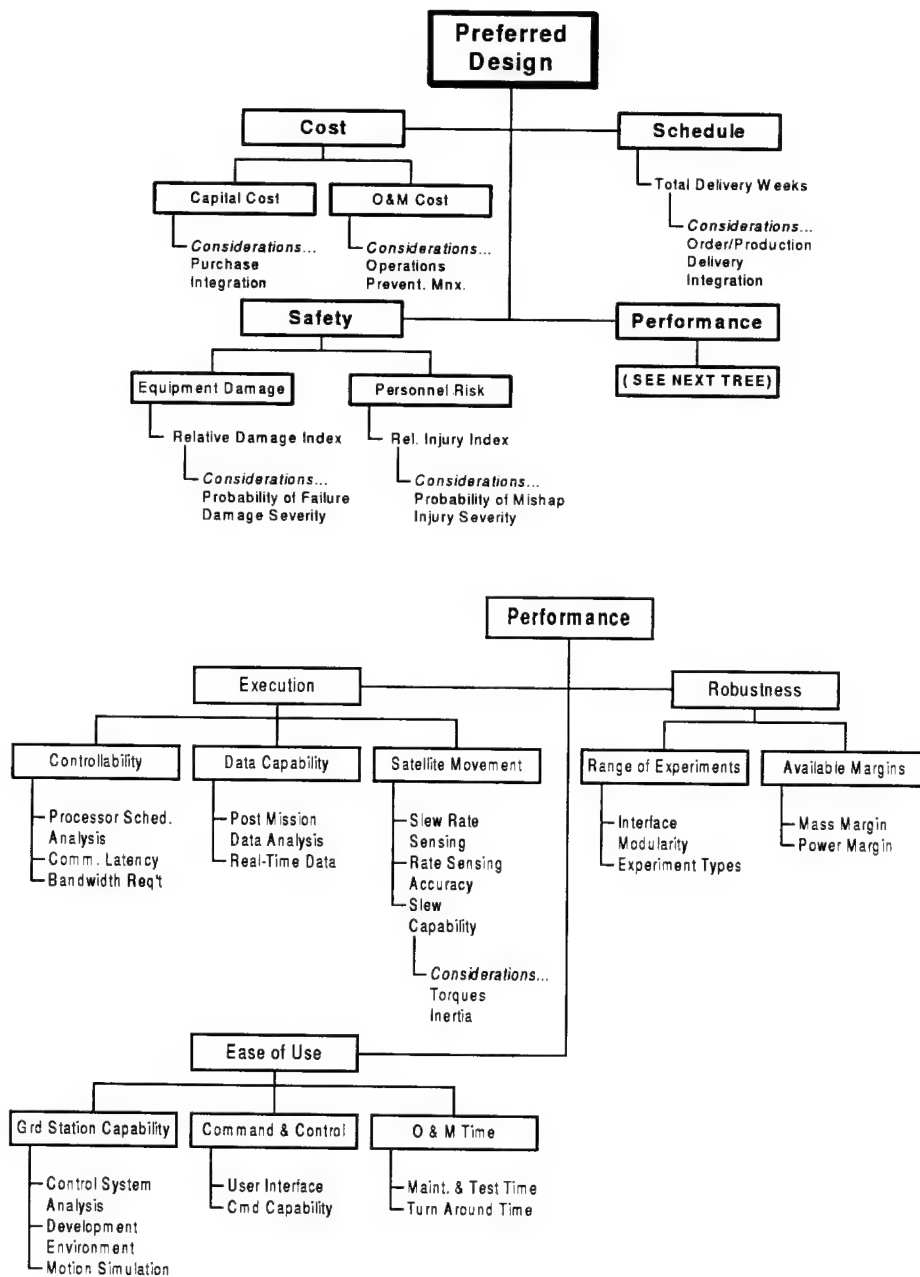 Preferred
Design
Cost
Schedule
Capital Cost
O&M Cost
Total Delivery Weeks
Considerations...
Purchase
Integration
Considerations...
Operations
Prevent. Mnx.
Considerations...
Order/Production
Delivery
Integration
Safety
Performance
Equipment Damage
Personnel Risk
( SEE NEXT TREE)
Relative Damage Index
Rel. Injury Index
Considerations...
Probability of Failure
Damage Severity
Considerations...
Probability of Mishap
Injury Severity
Performance
Execution
Robustness
Controllability
Data Capability
Satellite Movement
Range of Experiments
Available Margins
Processor Sched.
Analysis
Comm. Latency
Bandwidth Req't
Post Mission
Data Analysis
Real-Time Data
Slew Rate
Sensing
Rate Sensing
Accuracy
Slew
Capability
Considerations...
Torques
Inertia
Interface
Modularity
Experiment Types
Mass Margin
Power Margin
Ease of Use
Grd Station Capability
Command & Control
O & M Time
Control System
Analysis
Development
Environment
Motion Simulation
User Interface
Cmd Capability
Maint. & Test Time
Turn Around Time